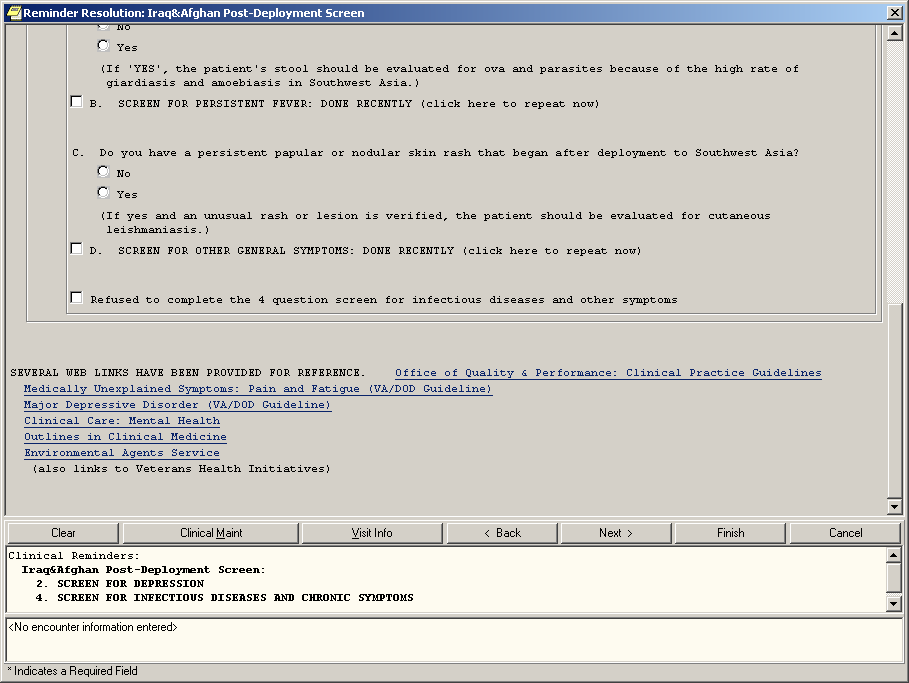 Reminder Resolution: Iraq&Afghan Post-Deployment Screen
No
Yes
(If 'YES', the patient's stool should be evaluated for ova and parasites because of the high rate of
giardiasis and amoebiasis in Southwest Asia.)
B. SCREEN FOR PERSISTENT FEVER: DONE RECENTLY (click here to repeat now)
C. Do you have a persistent papular or nodular skin rash that began after deployment to Southwest Asia?
No
Yes
(If yes and an unusual rash or lesion is verified, the patient should be evaluated for cutaneous
leishmaniasis.)
D. SCREEN FOR OTHER GENERAL SYMPTOMS: DONE RECENTLY (click here to repeat now)
Refused to complete the 4 question screen for infectious diseases and other symptoms
SEVERAL WEB LINKS HAVE BEEN PROVIDED FOR REFERENCE. Office of Quality & Performance: Clinical Practice Guidelines
Medically Unexplained Symptoms: Pain and Fatigue (VA/DOD Guideline)
Major Depressive Disorder (VA/DOD Guideline)
Clinical Care: Mental Health
Outlines in Clinical Medicine
Environmental Agents Service
(also links to Veterans Health Initiatives)
Clear Clinical Maint Visit Info < Back Next > Finish Cancel
Clinical Reminders:
Iraq&Afghan Post-Deployment Screen:
2. SCREEN FOR DEPRESSION
4. SCREEN FOR INFECTIOUS DISEASES AND CHRONIC SYMPTOMS
<No encounter information entered>
* Indicates a Required Field